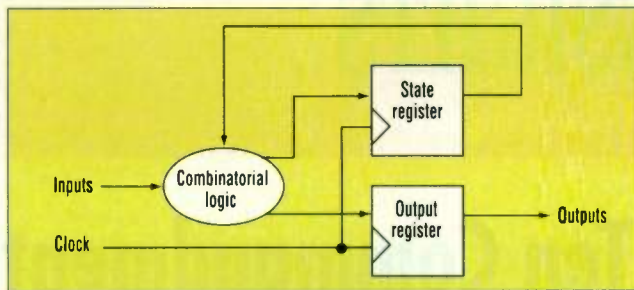 State
register
Inputs
Combinatorial
logic
Output
register
Outputs
Clock